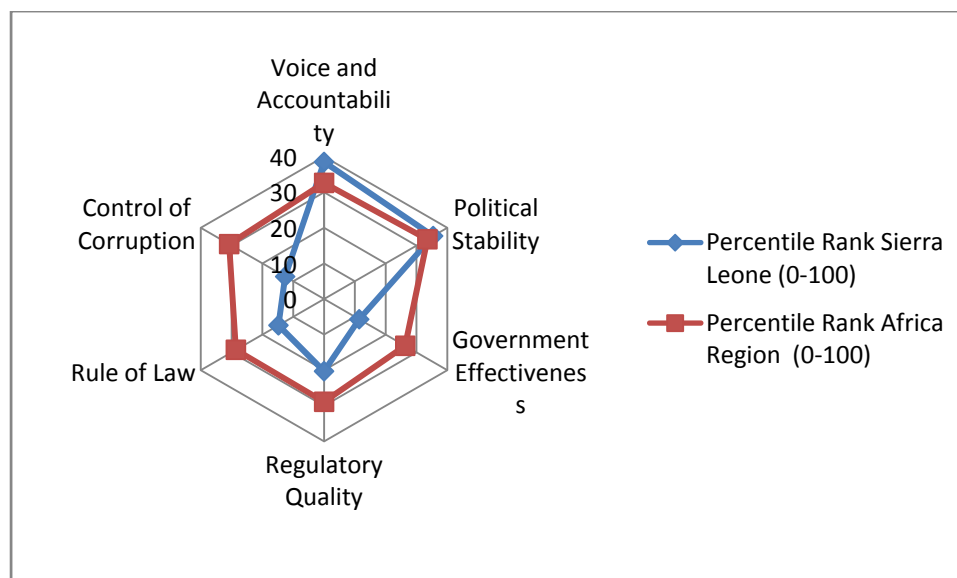 Voice and
Accountabili
ty
40
30
20
10
0
Political
Stability
Government
Effectivenes
s
Regulatory
Quality
Rule of Law
Control of
Corruption
Percentile Rank Sierra
Leone (0-100)
Percentile Rank Africa
Region (0-100)